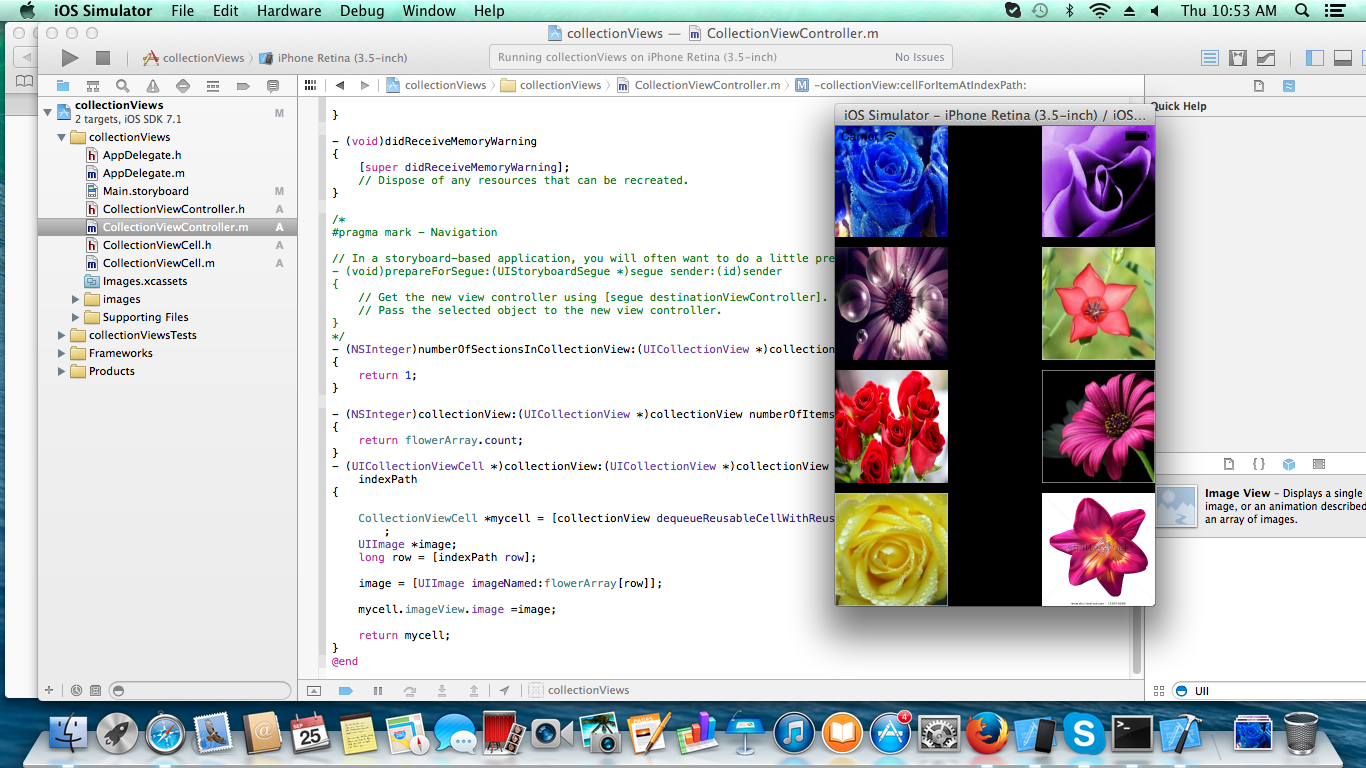 iOS Simulator File Edit Hardware Debug Window Help Thu 10:53 AM
collectionViews — CollectionViewController.m
collectionViews iPhone Retina (3.5-inch) Running collectionViews on iPhone Retina (3.5-inch) No Issues
collectionViews collectionViews CollectionViewController.m M -collectionView:cellForItemAtIndexPath:
Quick Help
collectionViews M
2 targets, iOS SDK 7.1
collectionViews
h AppDelegate.h
m AppDelegate.m
Main.storyboard M
h CollectionViewController.h A
m CollectionViewController.m A
h CollectionViewCell.h A
m CollectionViewCell.m A
Images.xcassets
images
Supporting Files
collectionViewsTests
Frameworks
Products
}
- (void)didReceiveMemoryWarning
{
[super didReceiveMemoryWarning];
// Dispose of any resources that can be recreated.
}
/*
#pragma mark - Navigation
// In a storyboard-based application, you will often want to do a little pre
- (void)prepareForSegue:(UIStoryboardSegue *)segue sender:(id)sender
{
// Get the new view controller using [segue destinationViewController].
// Pass the selected object to the new view controller.
}
*/
- (NSInteger)numberOfSectionsInCollectionView:(UICollectionView *)collection
{
return 1;
}
- (NSInteger)collectionView:(UICollectionView *)collectionView numberOfItems
{
return flowerArray.count;
}
- (UICollectionViewCell *)collectionView:(UICollectionView *)collectionView
indexPath
{
CollectionViewCell *mycell = [collectionView dequeueReusableCellWithReus
;
UIImage *image;
long row = [indexPath row];
image = [UIImage imageNamed:flowerArray[row]];
mycell.imageView.image =image;
return mycell;
}
@end
iOS Simulator - iPhone Retina (3.5-inch) / iOS...
Carrier
{ }
Image View - Displays a single
image, or an animation described
an array of images.
collectionViews
UII
SEP
25
PAGES
4